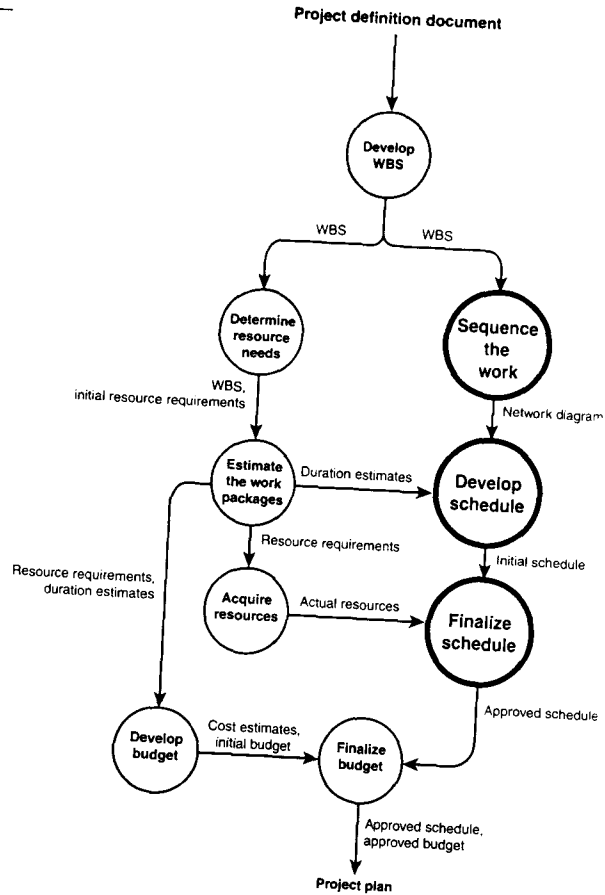 Project definition document
Develop
WBS
WBS
WBS
Determine
resource
needs
Sequence
the
work
WBS,
initial resource requirements
Network diagram
Estimate
the work
packages
Duration estimates
Develop
schedule
Resource requirements
Initial schedule
Resource requirements,
duration estimates
Acquire
resources
Actual resources
Finalize
schedule
Approved schedule
Develop
budget
Cost estimates,
initial budget
Finalize
budget
Approved schedule,
approved budget
Project plan